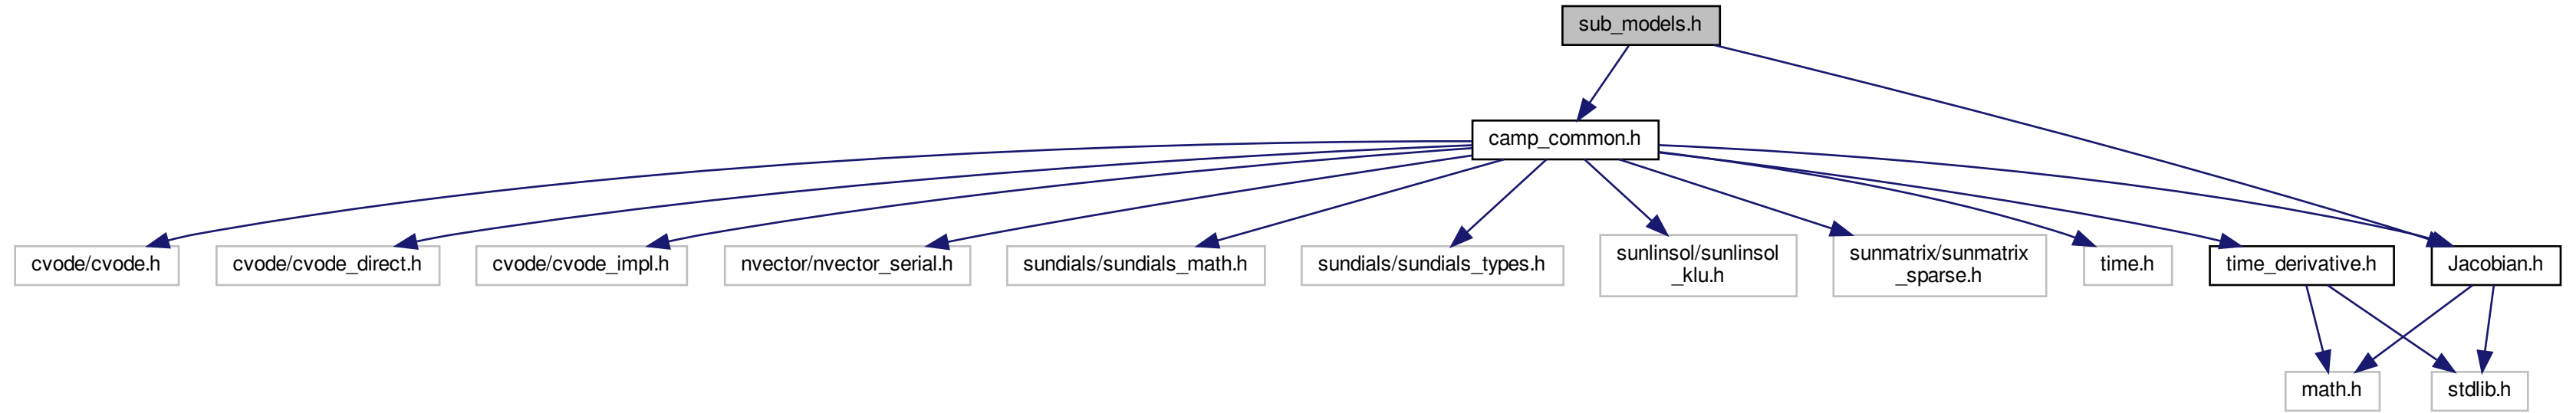 sub_models.h
camp_common.h
cvode/cvode.h
cvode/cvode_direct.h
cvode/cvode_impl.h
nvector/nvector_serial.h
sundials/sundials_math.h
sundials/sundials_types.h
sunlinsol/sunlinsol
_klu.h
sunmatrix/sunmatrix
_sparse.h
time.h
time_derivative.h
Jacobian.h
math.h
stdlib.h